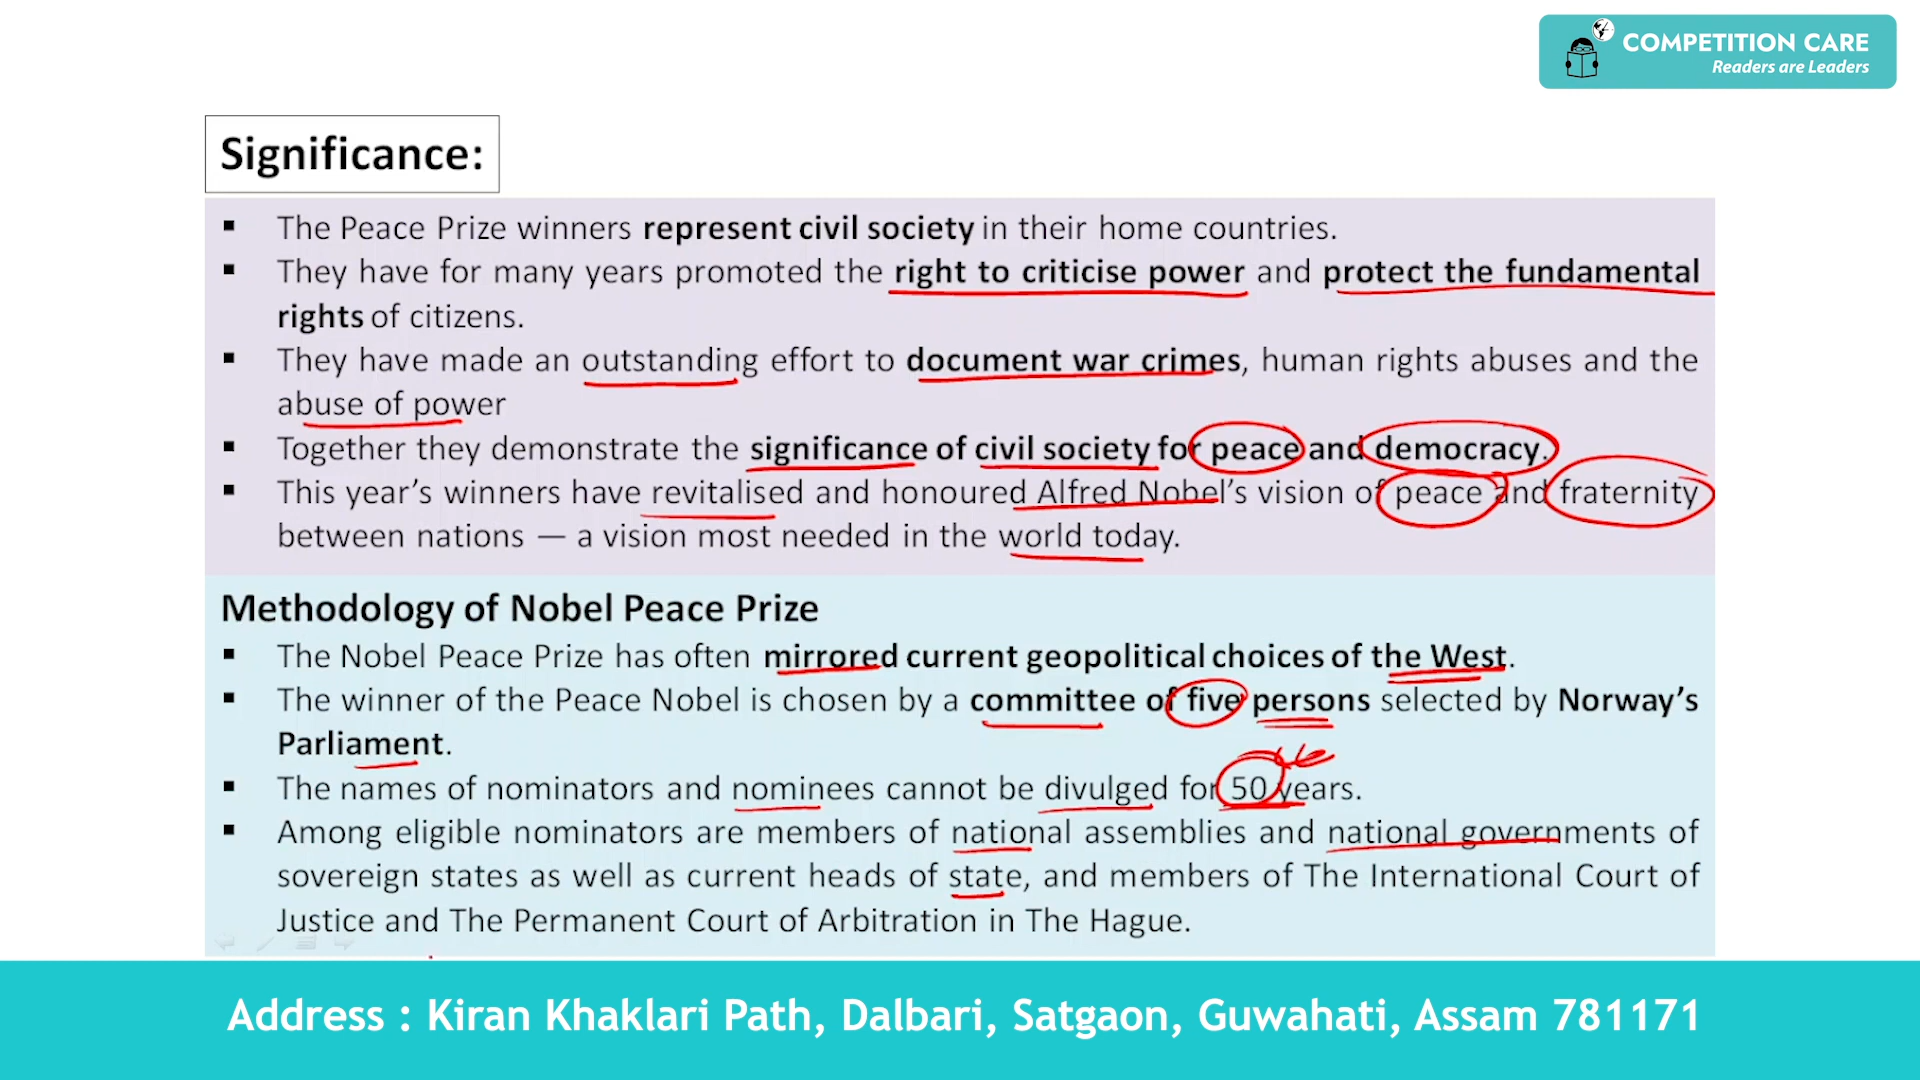 COMPETITION CARE
Readers are Leaders
Significance:
▪ The Peace Prize winners represent civil society in their home countries.
▪ They have for many years promoted the right to criticise power and protect the fundamental
rights of citizens.
▪ They have made an outstanding effort to document war crimes, human rights abuses and the
abuse of power
▪ Together they demonstrate the significance of civil society for peace and democracy.
▪ This year’s winners have revitalised and honoured Alfred Nobel’s vision of peace and fraternity
between nations — a vision most needed in the world today.
Methodology of Nobel Peace Prize
▪ The Nobel Peace Prize has often mirrored current geopolitical choices of the West.
▪ The winner of the Peace Nobel is chosen by a committee of five persons selected by Norway’s
Parliament.
▪ The names of nominators and nominees cannot be divulged for 50 years.
▪ Among eligible nominators are members of national assemblies and national governments of
sovereign states as well as current heads of state, and members of The International Court of
Justice and The Permanent Court of Arbitration in The Hague.
Address : Kiran Khaklari Path, Dalbari, Satgaon, Guwahati, Assam 781171